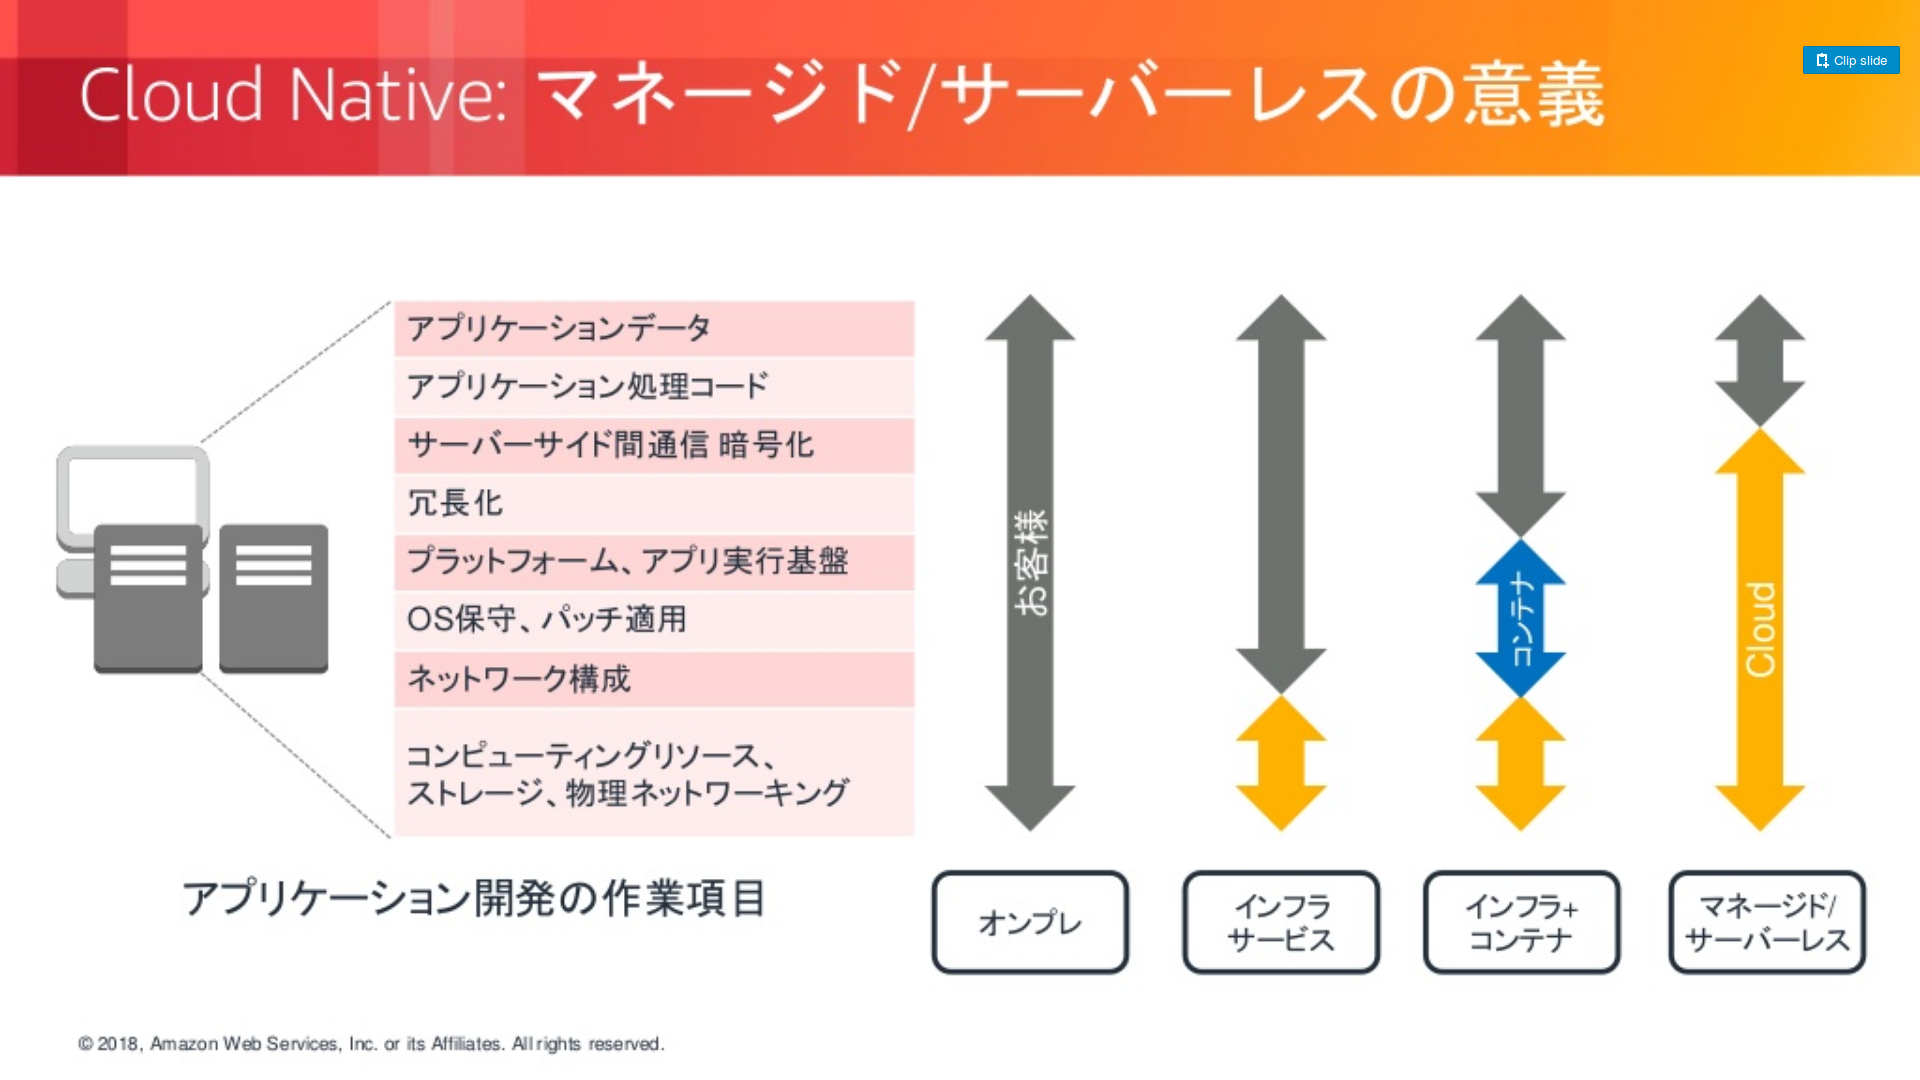 Cloud Native: マネージド/サーバーレスの意義
Clip slide
アプリケーションデータ
アプリケーション処理コード
サーバーサイド間通信 暗号化
冗長化
プラットフォーム、アプリ実行基盤
OS保守、パッチ適用
ネットワーク構成
コンピューティングリソース、
ストレージ、物理ネットワーキング
アプリケーション開発の作業項目
お客様
コンテナ
Cloud
オンプレ
インフラ
サービス
インフラ+
コンテナ
マネージド/
サーバーレス
© 2018, Amazon Web Services, Inc. or its Affiliates. All rights reserved.